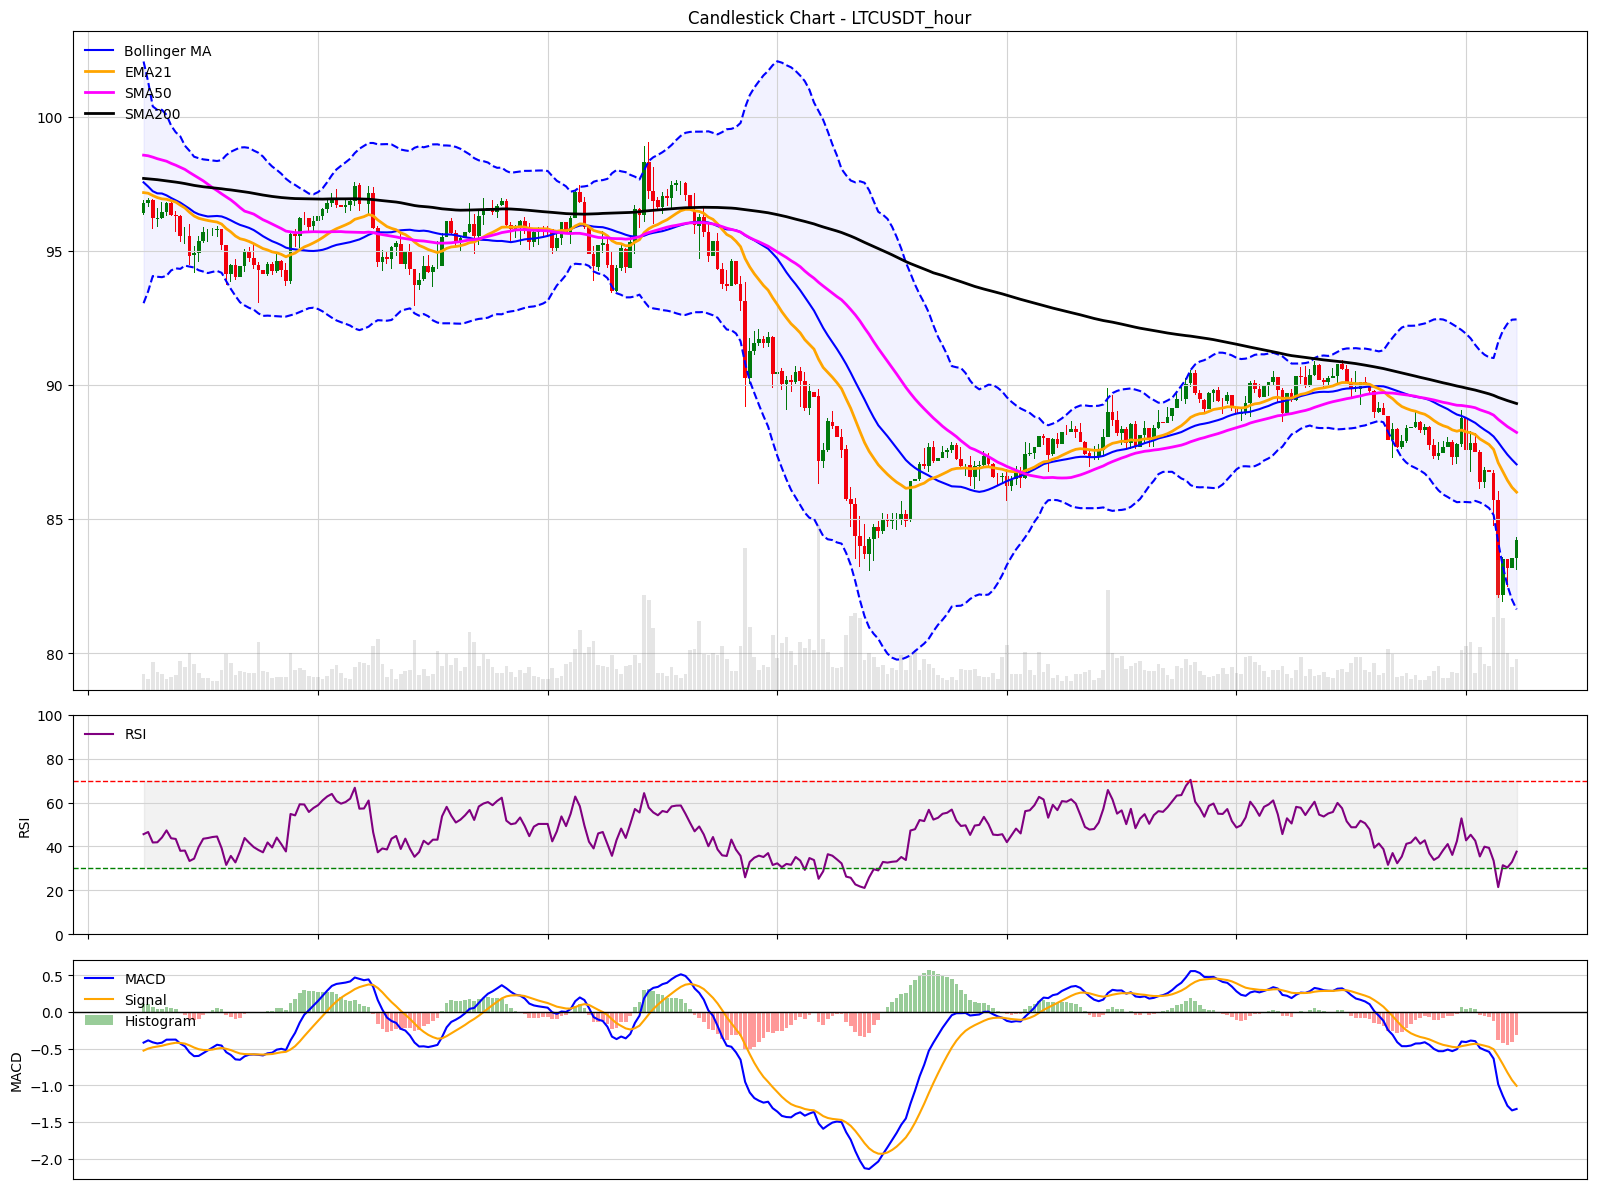 Candlestick Chart - LTCUSDT_hour
Bollinger MA
EMA21
SMA50
SMA200
100
95
90
85
80
100
80
60
40
20
0
RSI
RSI
0.5
0.0
−0.5
−1.0
−1.5
−2.0
MACD
MACD
Signal
Histogram